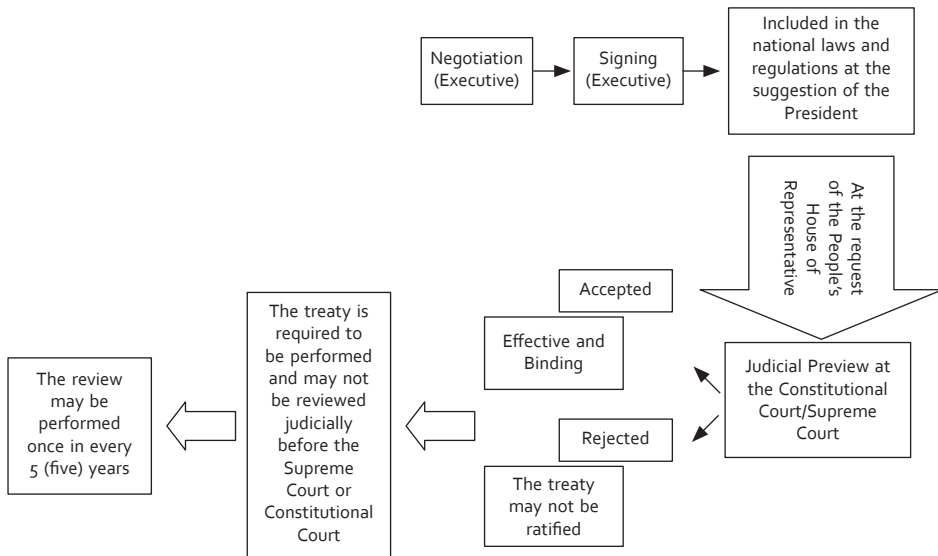 Negotiation
(Executive)
Signing
(Executive)
Included in the
national laws and
regulations at the
suggestion of the
President
At the request
of the People's
House of
Representative
Judicial Preview at
the Constitutional
Court/Supreme
Court
Accepted
Effective and
Binding
Rejected
The treaty
may not be
ratified
The treaty is
required to
be performed
and may not
be reviewed
judicially
before the
Supreme
Court or
Constitutional
Court
The review
may be
performed
once in every
5 (five) years